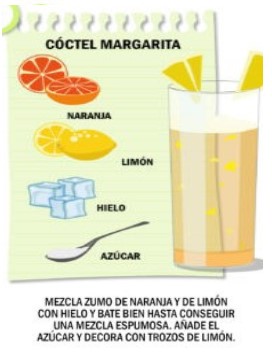 CÓCTEL MARGARITA
NARANJA
LIMÓN
HIELO
AZÚCAR
MEZCLA ZUMO DE NARANJA Y DE LIMÓN
CON HIELO Y BATE BIEN HASTA CONSEGUIR
UNA MEZCLA ESPUMOSA. AÑADE EL
AZÚCAR Y DECORA CON TROZOS DE LIMÓN.